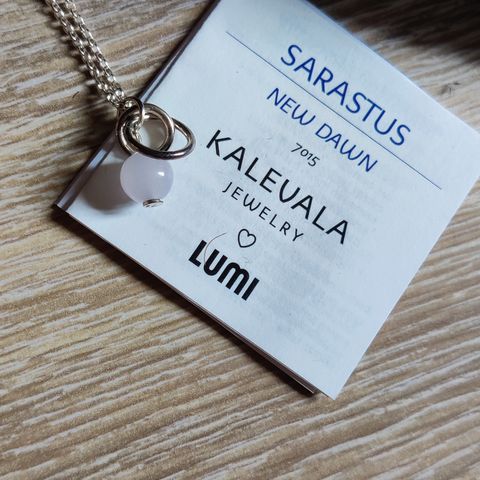 SARASTUS
NEW DAWN
7015
KALEVALA
JEWELRY
LUMI